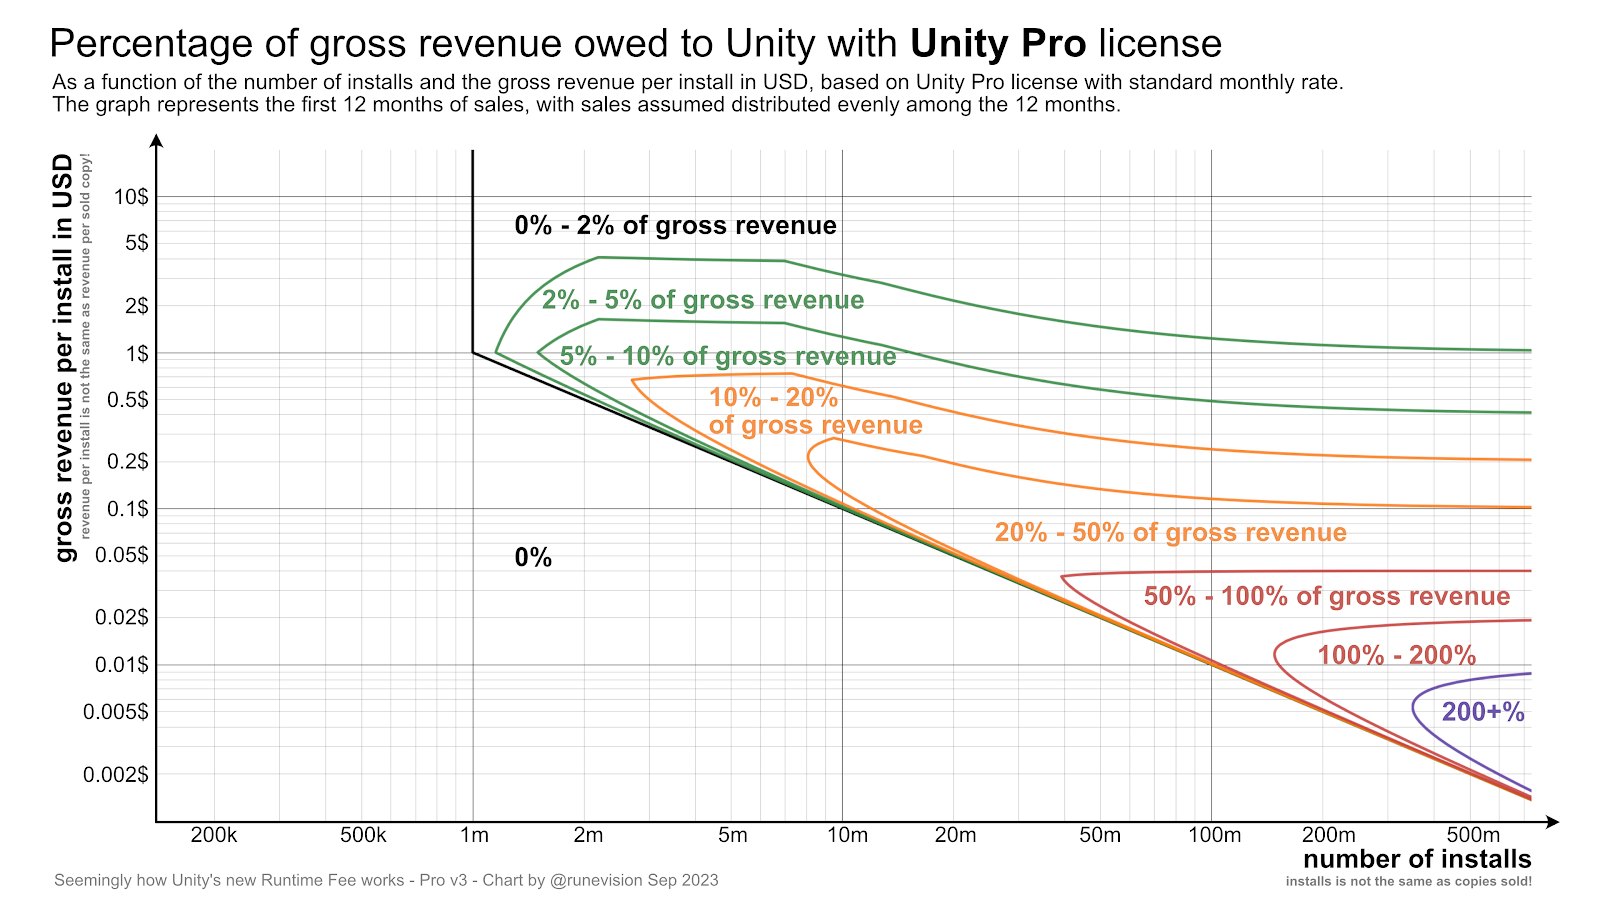 Percentage of gross revenue owed to Unity with Unity Pro license
As a function of the number of installs and the gross revenue per install in USD, based on Unity Pro license with standard monthly rate.
The graph represents the first 12 months of sales, with sales assumed distributed evenly among the 12 months.
gross revenue per install in USD
revenue per install is not the same as revenue per sold copy!
10$
5$
2$
1$
0.5$
0.2$
0.1$
0.05$
0.02$
0.01$
0.005$
0.002$
0% - 2% of gross revenue
2% - 5% of gross revenue
5% - 10% of gross revenue
10% - 20%
of gross revenue
20% - 50% of gross revenue
0%
50% - 100% of gross revenue
100% - 200%
200+%
200k 500k 1m 2m 5m 10m 20m 50m 100m 200m 500m
number of installs
installs is not the same as copies sold!
Seemingly how Unity's new Runtime Fee works - Pro v3 - Chart by @runevision Sep 2023